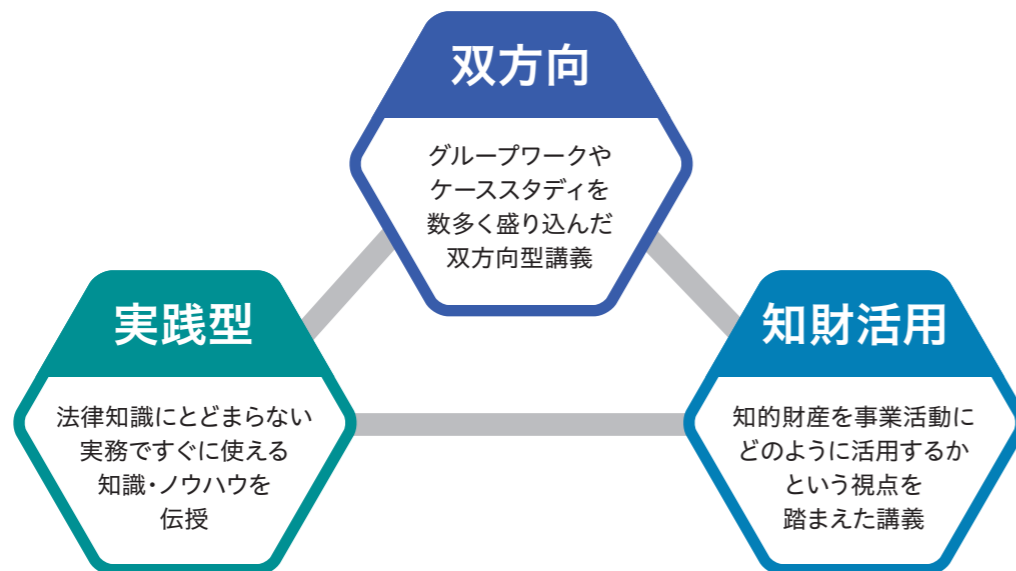 双方向
グループワークや
ケーススタディを
数多く盛り込んだ
双方向型講義
実践型
法律知識にとどまらない
実務ですぐに使える
知識・ノウハウを
伝授
知財活用
知的財産を事業活動に
どのように活用するか
という視点を
踏まえた講義